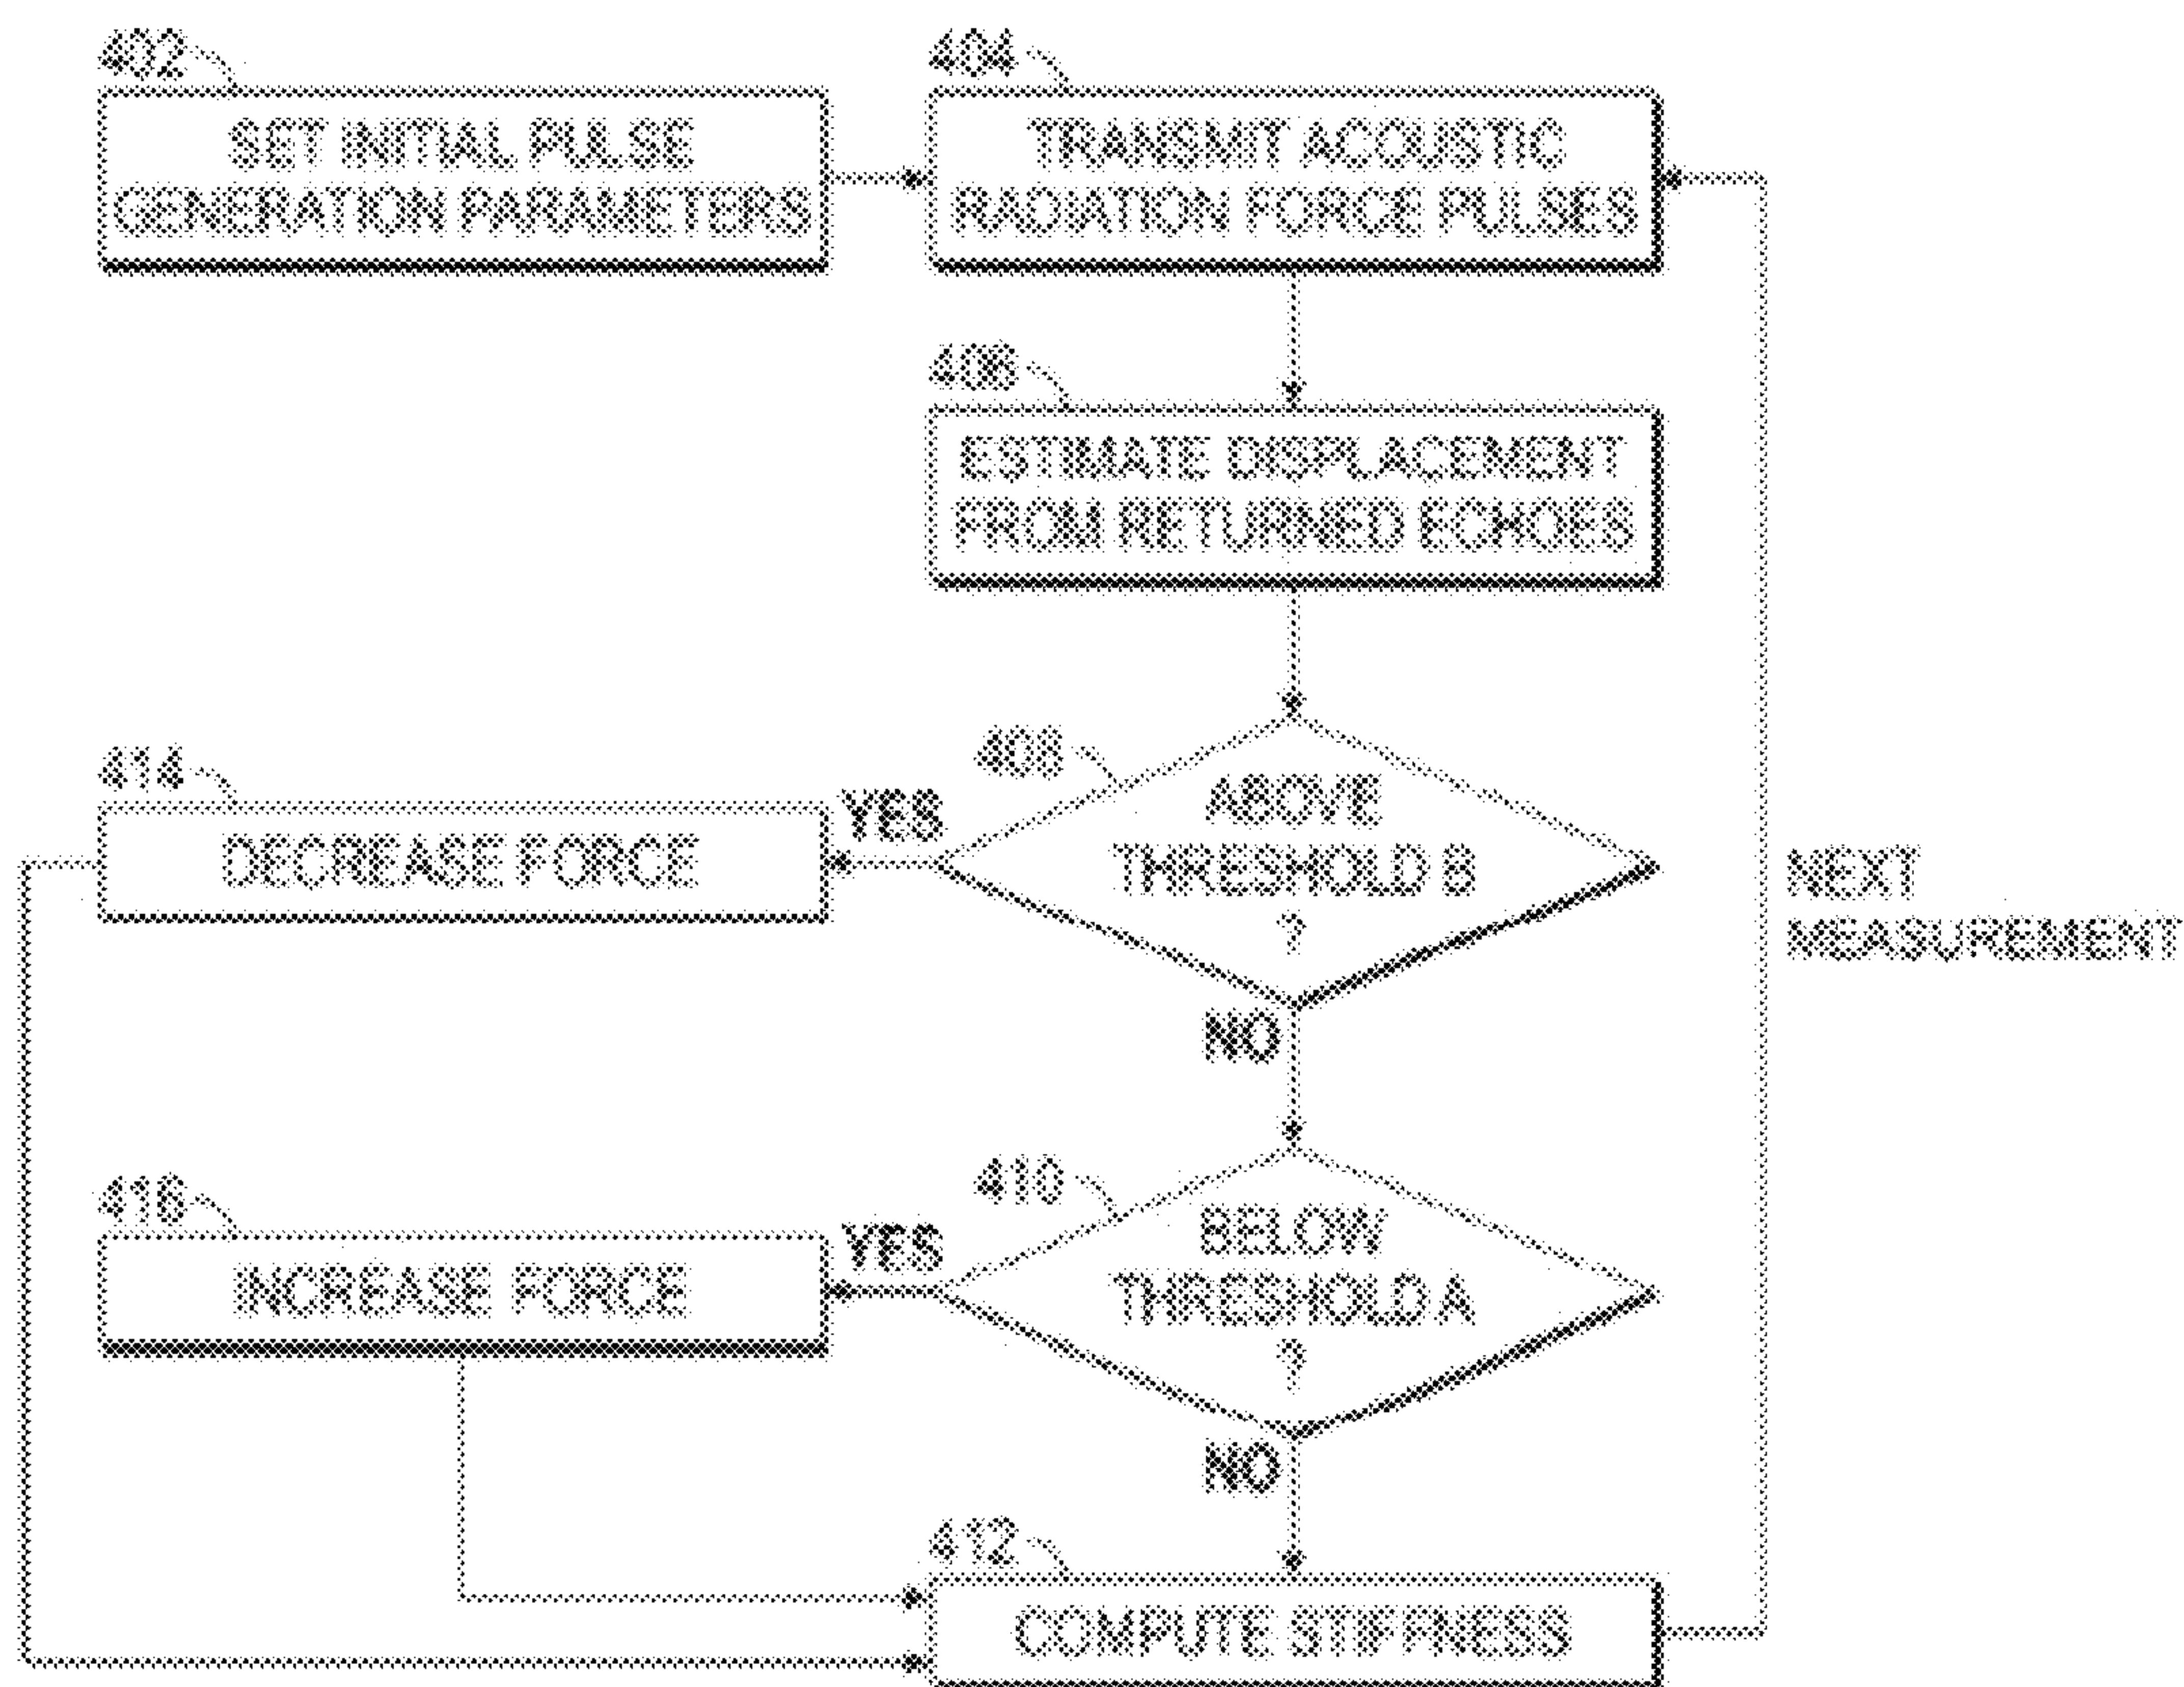 402
SET INITIAL PULSE
GENERATION PARAMETERS
404
TRANSMIT ACOUSTIC
RADIATION FORCE PULSES
406
ESTIMATE DISPLACEMENT
FROM RETURNED ECHOES
408
ABOVE
THRESHOLD B
?
YES
414
DECREASE FORCE
NO
NEXT
MEASUREMENT
410
BELOW
THRESHOLD A
?
YES
416
INCREASE FORCE
NO
412
COMPUTE STIFFNESS